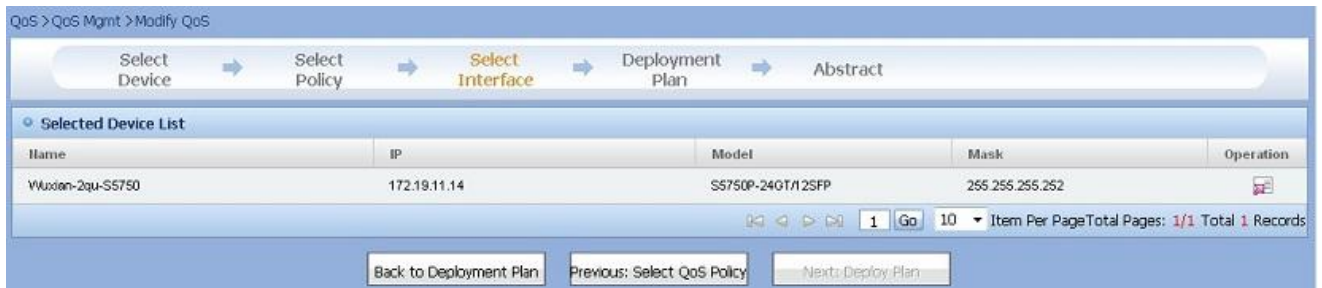 QoS >QoS Mgmt >Modify QoS
Select Device
Select Policy
Select Interface
Deployment Plan
Abstract
Selected Device List
Name IP Model Mask Operation
Wuxian-2qu-S5750 172.19.11.14 S5750P-24GT/12SFP 255.255.255.252
1 Go 10 Item Per PageTotal Pages: 1/1 Total 1 Records
Back to Deployment Plan Previous: Select QoS Policy Next: Deploy Plan